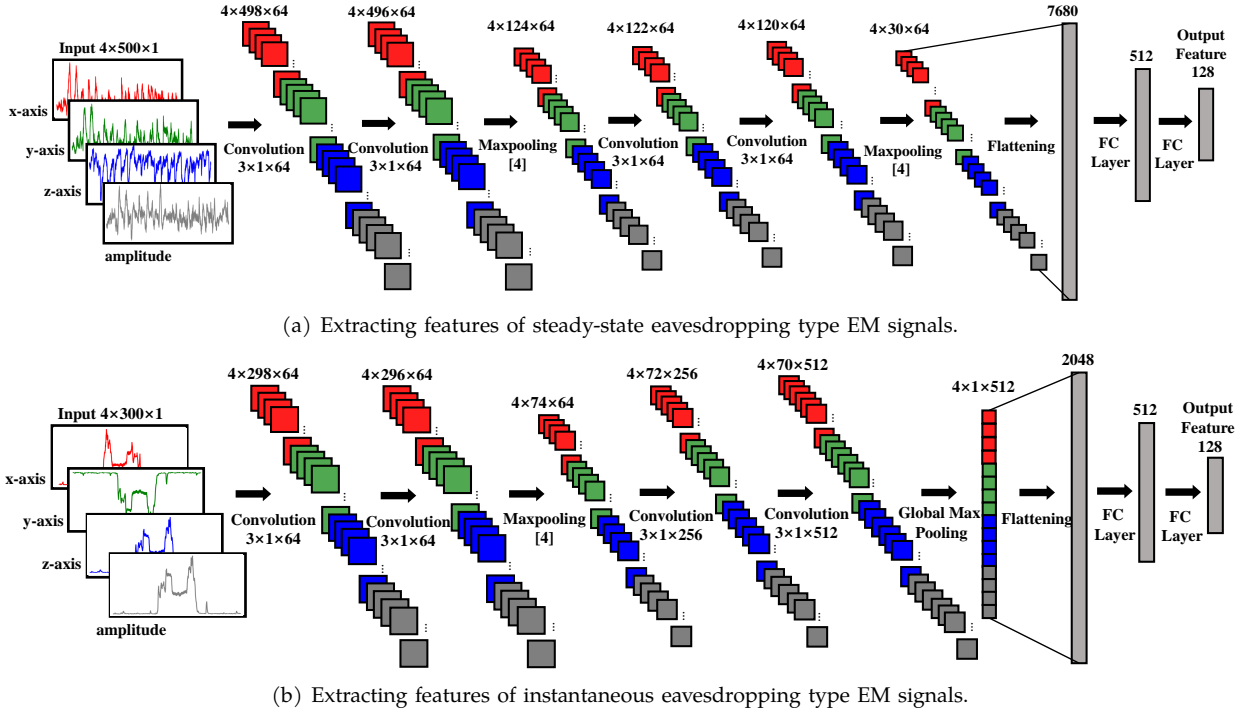 Input 4×500×1
x-axis
y-axis
z-axis
amplitude
4×498×64
Convolution
3×1×64
4×496×64
Convolution
3×1×64
4×124×64
Maxpooling
[4]
4×122×64
Convolution
3×1×64
4×120×64
Convolution
3×1×64
4×30×64
Maxpooling
[4]
Flattening
7680
FC
Layer
512
FC
Layer
Output
Feature
128
(a) Extracting features of steady-state eavesdropping type EM signals.
Input 4×300×1
x-axis
y-axis
z-axis
amplitude
4×298×64
Convolution
3×1×64
4×296×64
Convolution
3×1×64
4×74×64
Maxpooling
[4]
4×72×256
Convolution
3×1×256
4×70×512
Convolution
3×1×512
4×1×512
Global Max
Pooling
Flattening
2048
FC
Layer
512
FC
Layer
Output
Feature
128
(b) Extracting features of instantaneous eavesdropping type EM signals.